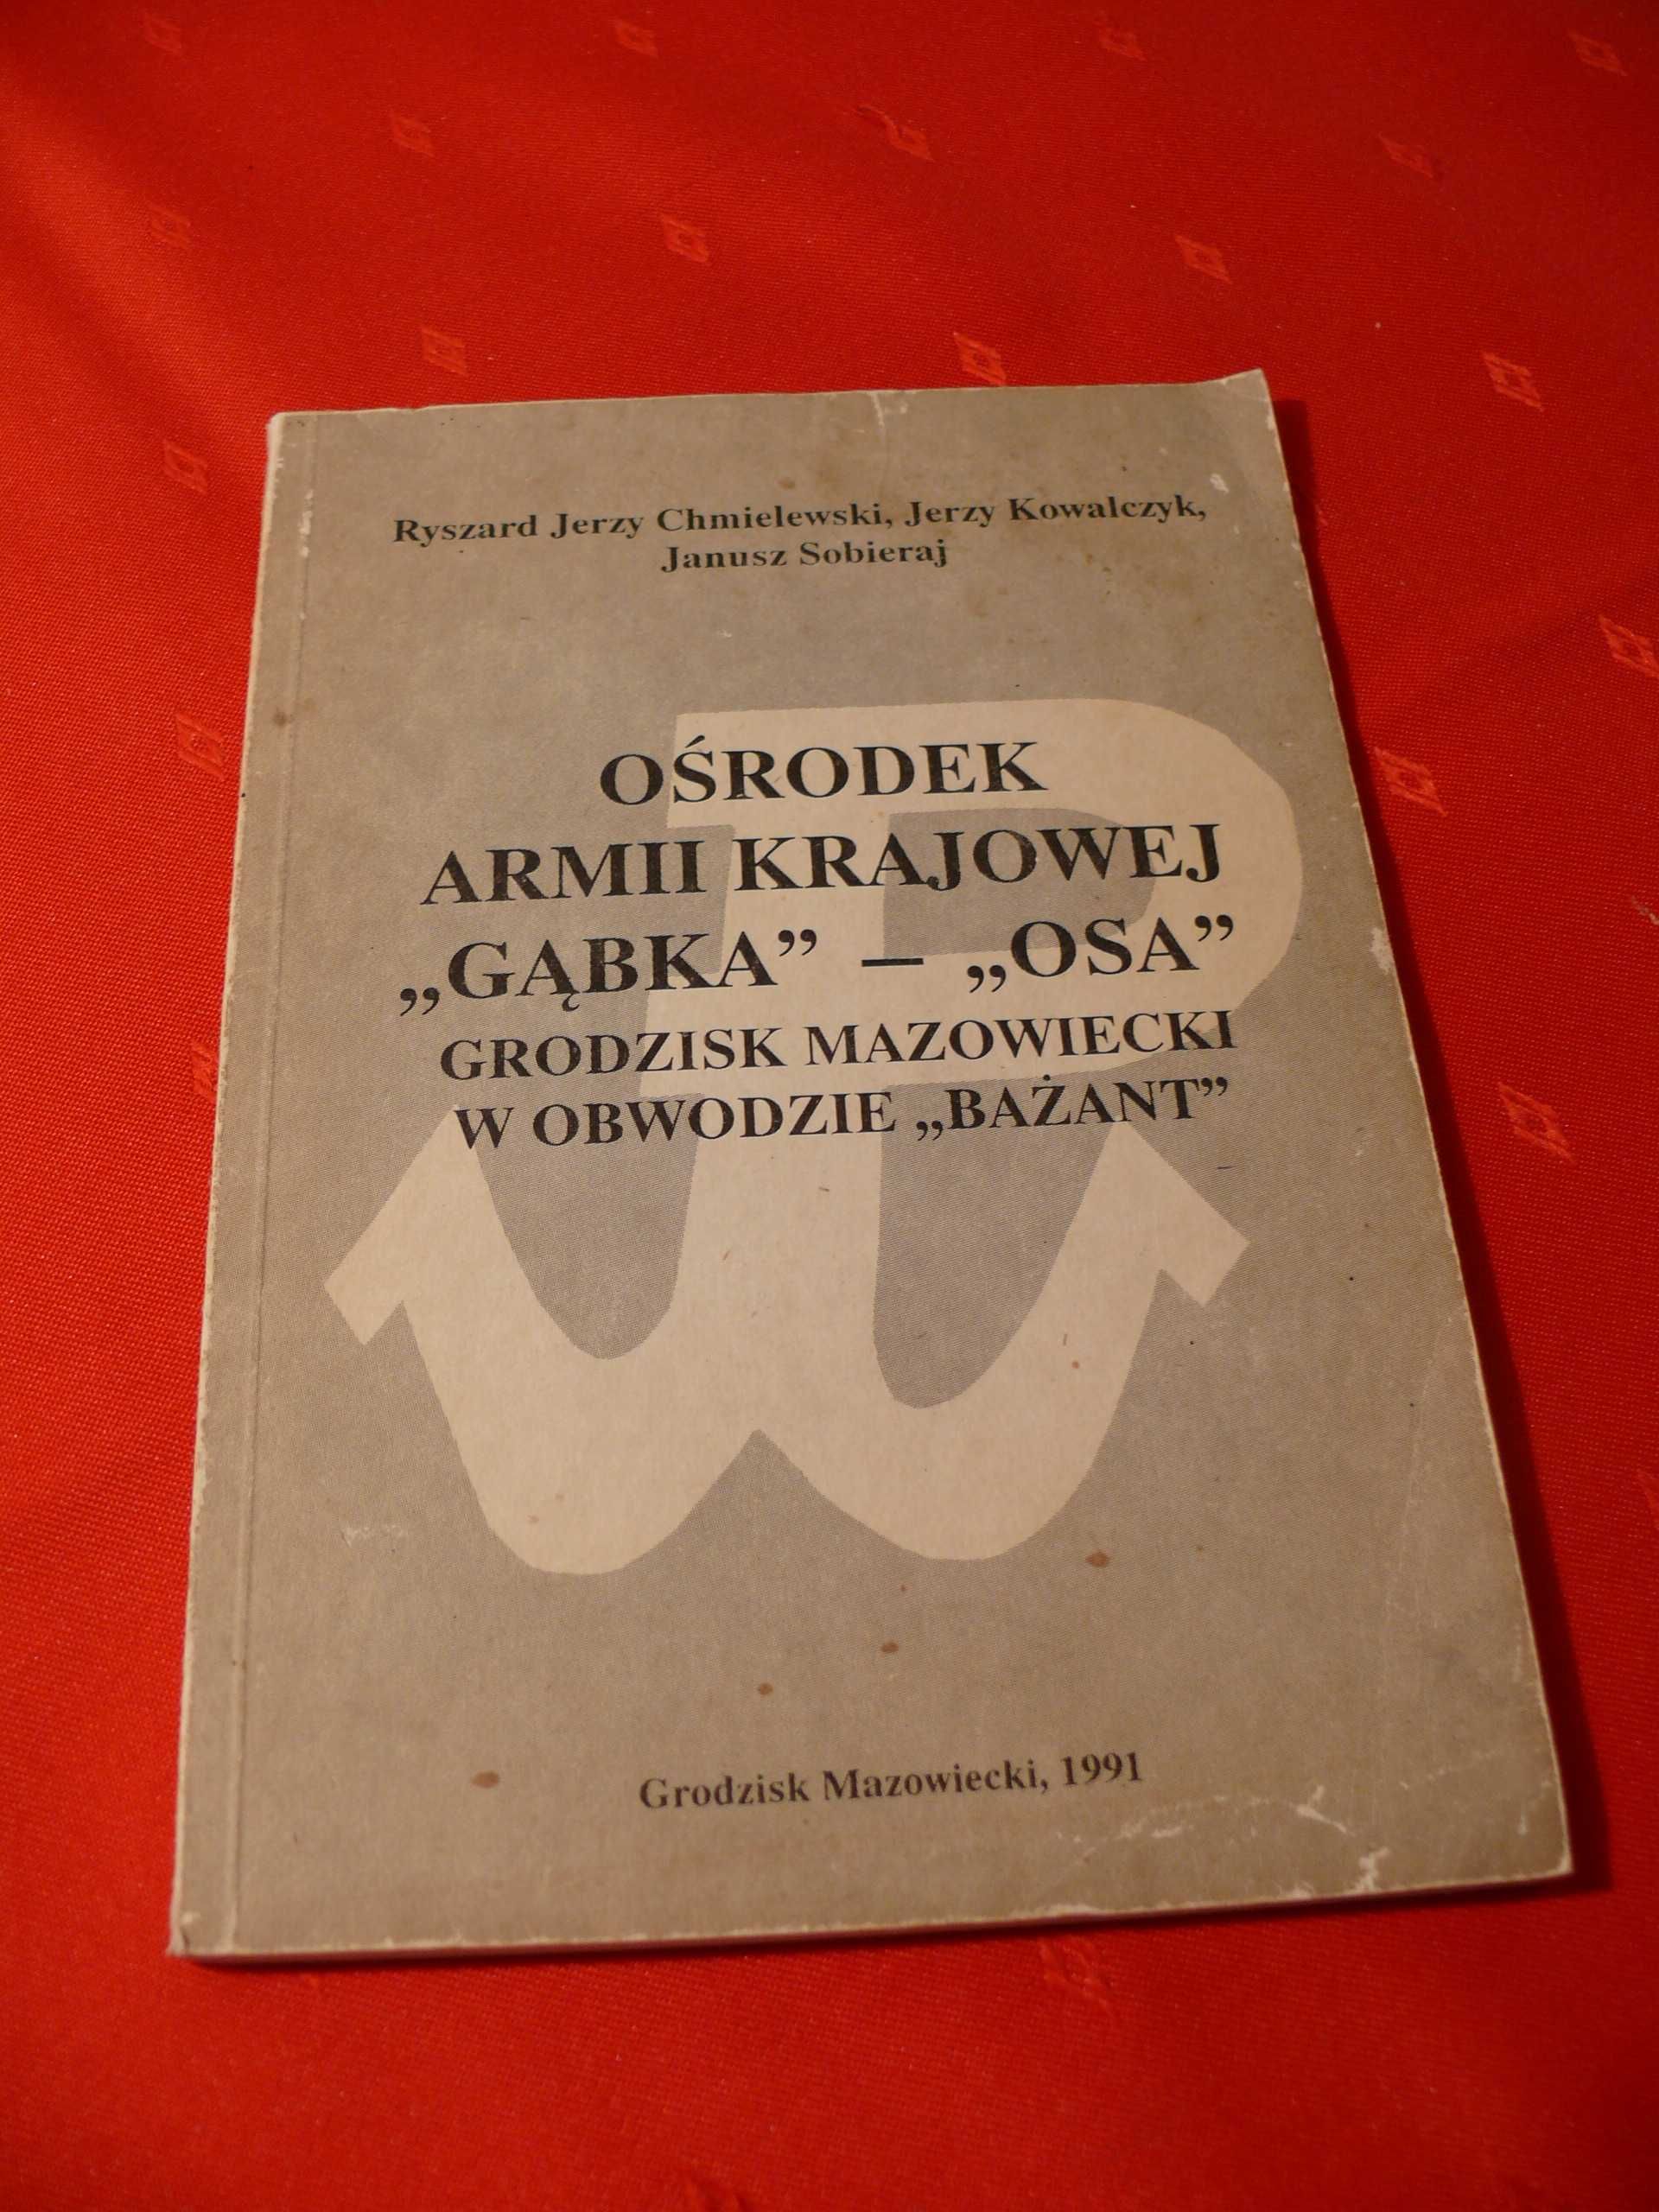 Ryszard Jerzy Chmielewski, Jerzy Kowalczyk,
Janusz Sobieraj
OŚRODEK
ARMII KRAJOWEJ
„GĄBKA” – „OSA”
GRODZISK MAZOWIECKI
W OBWODZIE „BAŻANT”
Grodzisk Mazowiecki, 1991